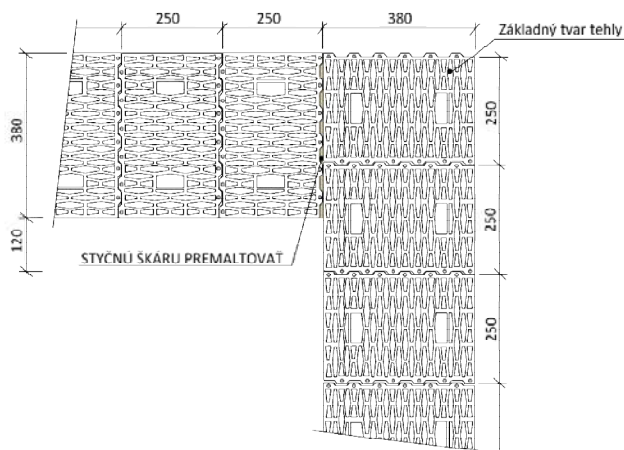 250 250 380
Základný tvar tehly
380
250
120
STYČNÚ ŠKÁRU PREMALTOVAŤ
250
250